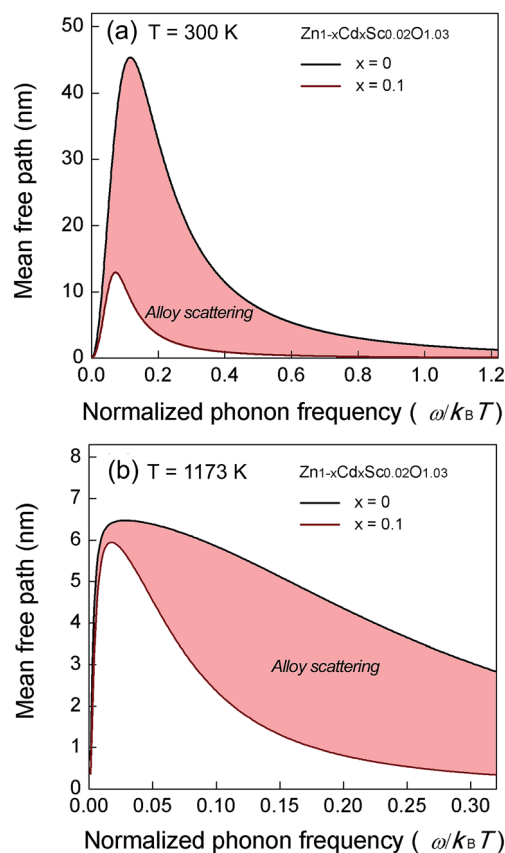 (a) T = 300 K
Zn1-xCdxSc0.02O1.03
x = 0
x = 0.1
50
40
30
20
10
0
Mean free path (nm)
Alloy scattering
0.0 0.2 0.4 0.6 0.8 1.0 1.2
Normalized phonon frequency ( ω/kBT)
(b) T = 1173 K
Zn1-xCdxSc0.02O1.03
x = 0
x = 0.1
8
7
6
5
4
3
2
1
0
Mean free path (nm)
Alloy scattering
0.00 0.05 0.10 0.15 0.20 0.25 0.30
Normalized phonon frequency ( ω/kBT)